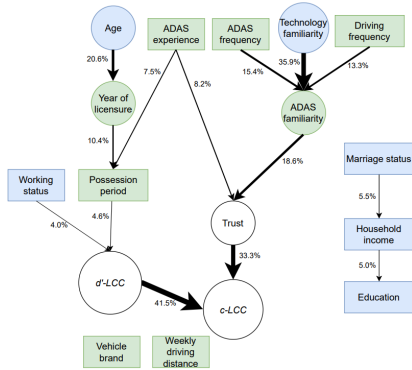 Age
ADAS
experience
ADAS
frequency
Technology
familiarity
Driving
frequency
20.6%
7.5%
8.2%
15.4%
35.9%
13.3%
Year of
licensure
ADAS
familiarity
10.4%
18.6%
Marriage status
Working
status
Possession
period
5.5%
4.0%
4.6%
Trust
Household
income
33.3%
5.0%
d'-LCC
41.5%
c-LCC
Education
Vehicle
brand
Weekly
driving
distance